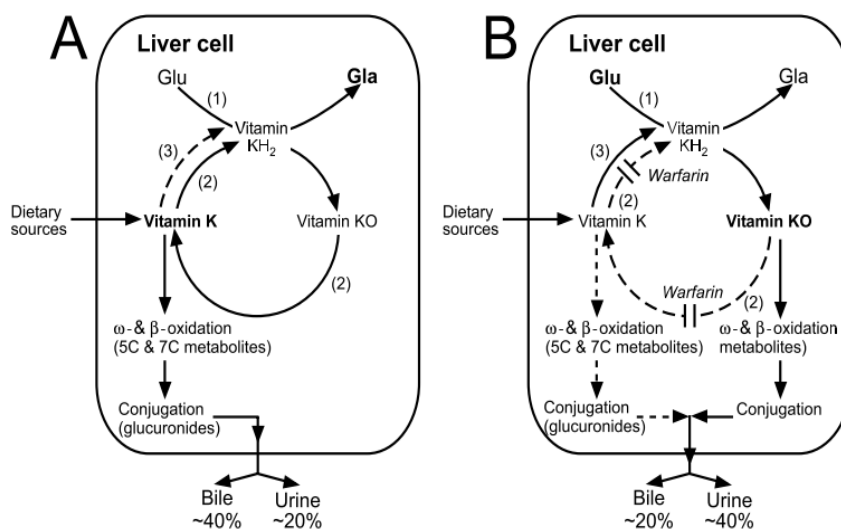 A
Liver cell
Glu
Gla
(1)
Vitamin
KH₂
(3)
(2)
Dietary
sources
Vitamin K
Vitamin KO
(2)
ω-& β-oxidation
(5C & 7C metabolites)
Conjugation
(glucuronides)
Bile
~40%
Urine
~20%
B
Liver cell
Glu
Gla
(1)
Vitamin
KH₂
(3)
Warfarin
(2)
Dietary
sources
Vitamin K
Vitamin KO
Warfarin
(2)
ω-& β-oxidation
(5C & 7C metabolites)
ω-& β-oxidation
metabolites)
Conjugation
(glucuronides)
Conjugation
Bile
~20%
Urine
~40%